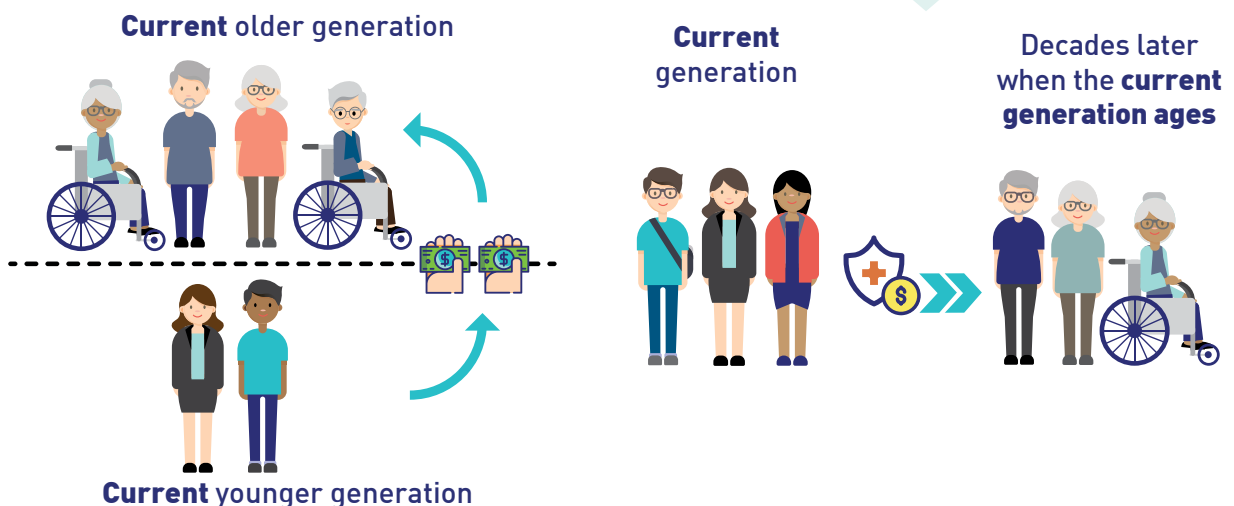 Current older generation
Current younger generation
Current
generation
Decades later
when the current
generation ages
$
$
$